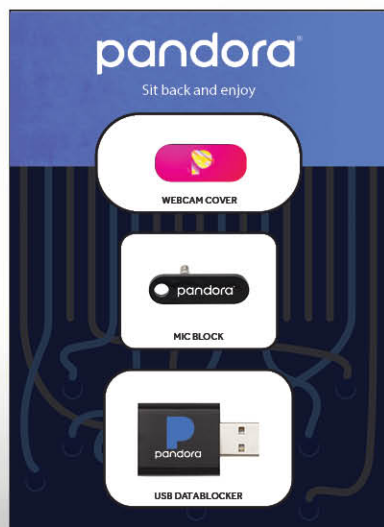 pandora®
Sit back and enjoy
WEBCAM COVER
pandora
MIC BLOCK
P
pandora
USB DATABLOCKER